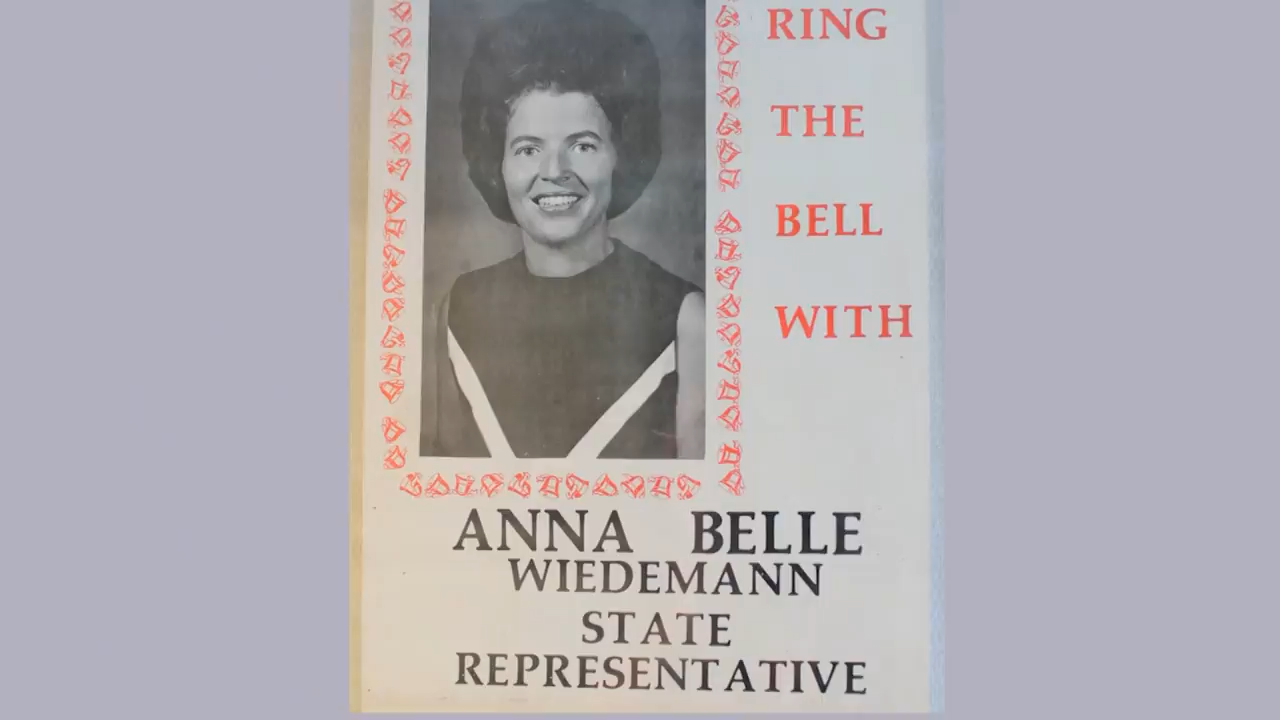 RING
THE
BELL
WITH
ANNA BELLE
WIEDEMANN
STATE
REPRESENTATIVE